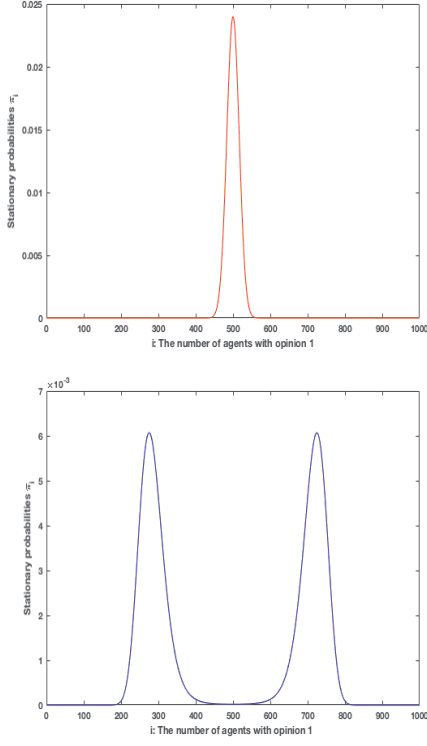 0.025
0.02
0.015
0.01
0.005
0
Stationary probabilities π_i
0 100 200 300 400 500 600 700 800 900 1000
i: The number of agents with opinion 1
×10⁻³
7
6
5
4
3
2
1
0
Stationary probabilities π_i
0 100 200 300 400 500 600 700 800 900 1000
i: The number of agents with opinion 1